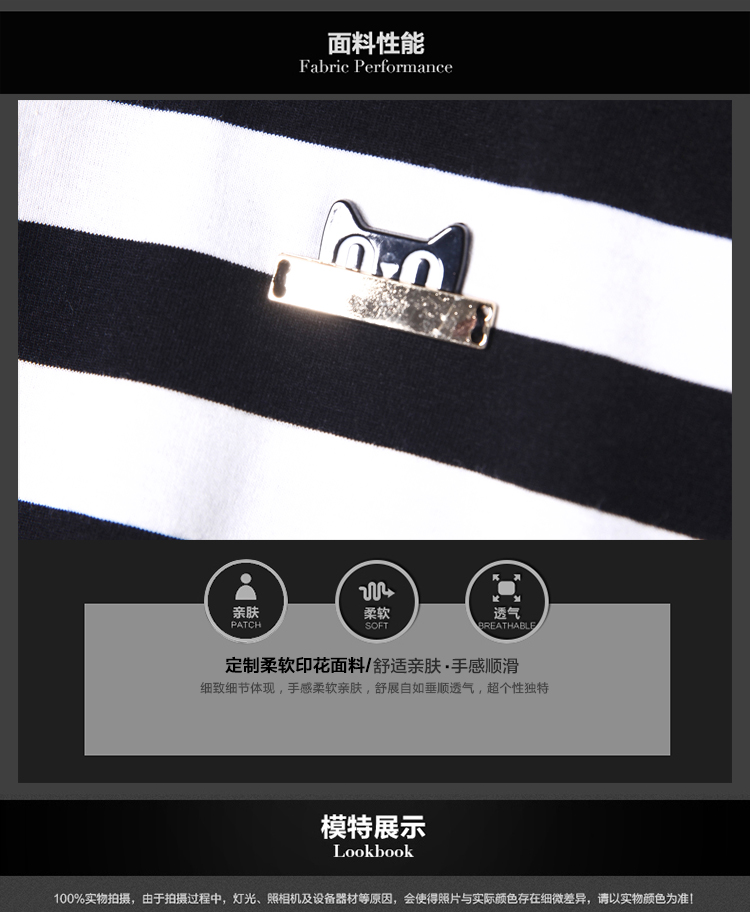 面料性能
Fabric Performance
亲肤
PATCH
柔软
SOFT
透气
BREATHABLE
定制柔软印花面料/舒适亲肤·手感顺滑
细致细节体现，手感柔软亲肤，舒展自如垂顺透气，超个性独特
模特展示
Lookbook
100%实物拍摄，由于拍摄过程中，灯光、照相机及设备器材等原因，会使得照片与实际颜色存在细微差异，请以实物颜色为准！